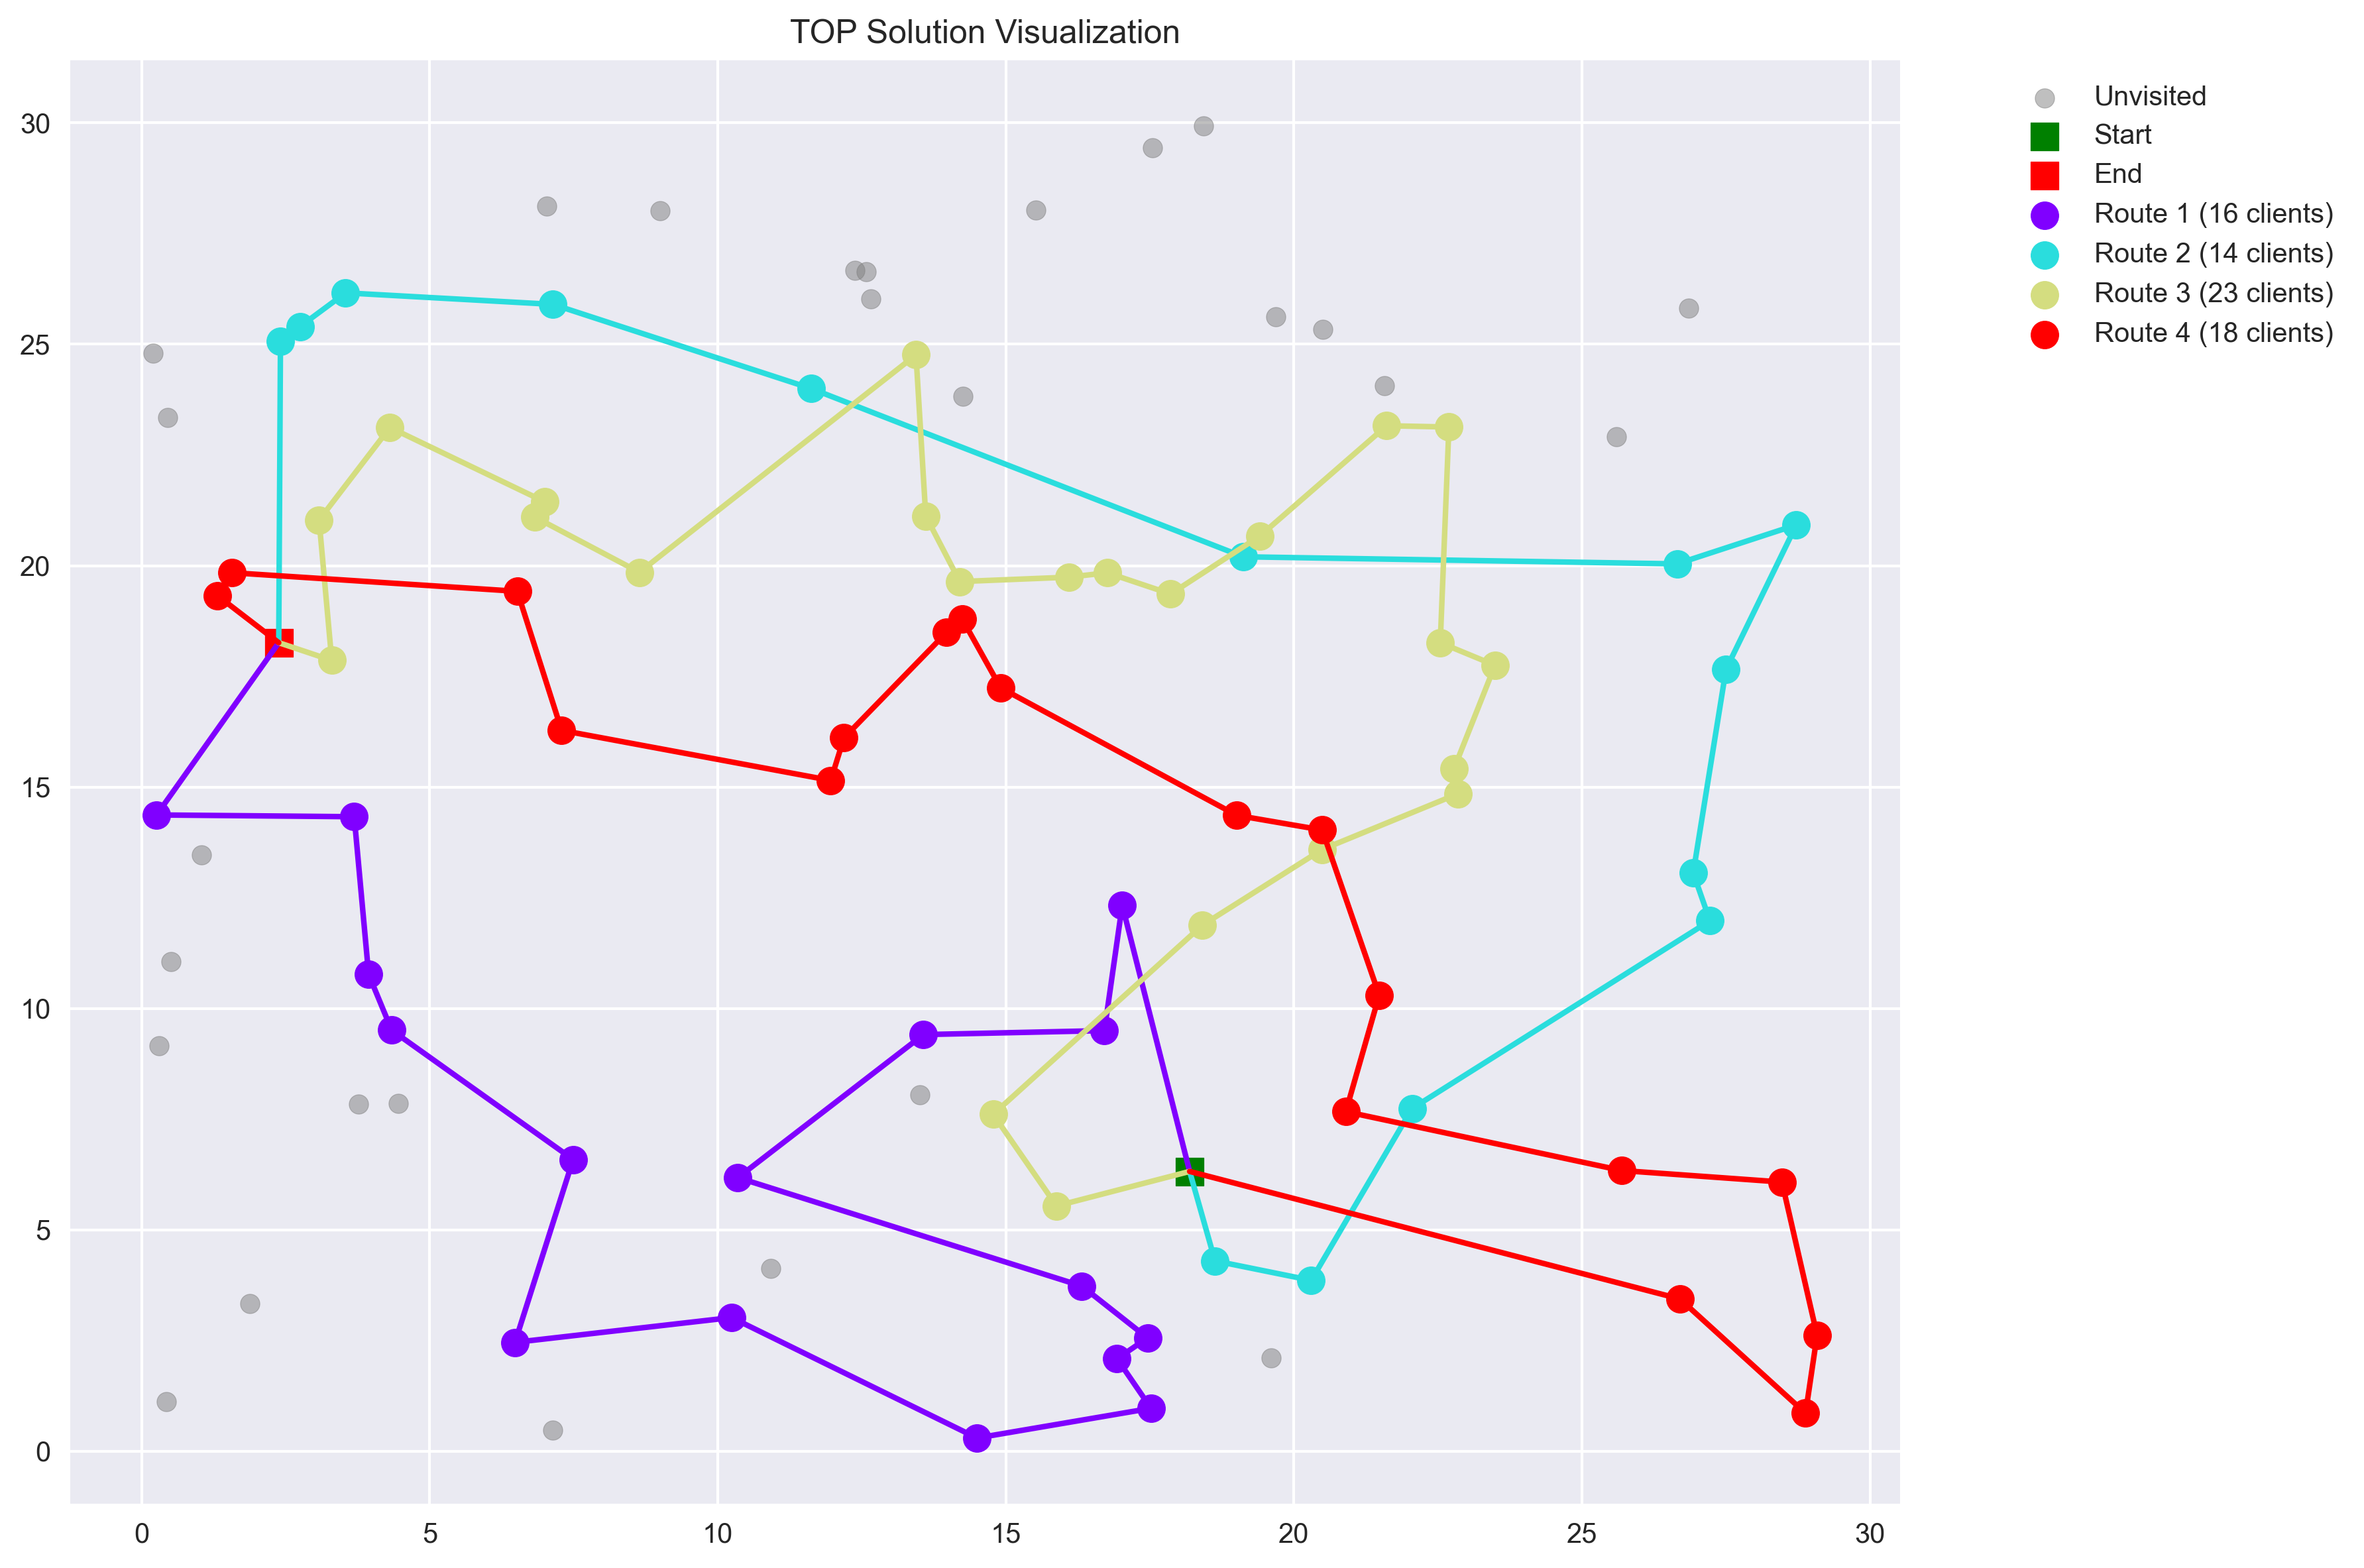 TOP Solution Visualization
30
25
20
15
10
5
0
0 5 10 15 20 25 30
Unvisited
Start
End
Route 1 (16 clients)
Route 2 (14 clients)
Route 3 (23 clients)
Route 4 (18 clients)